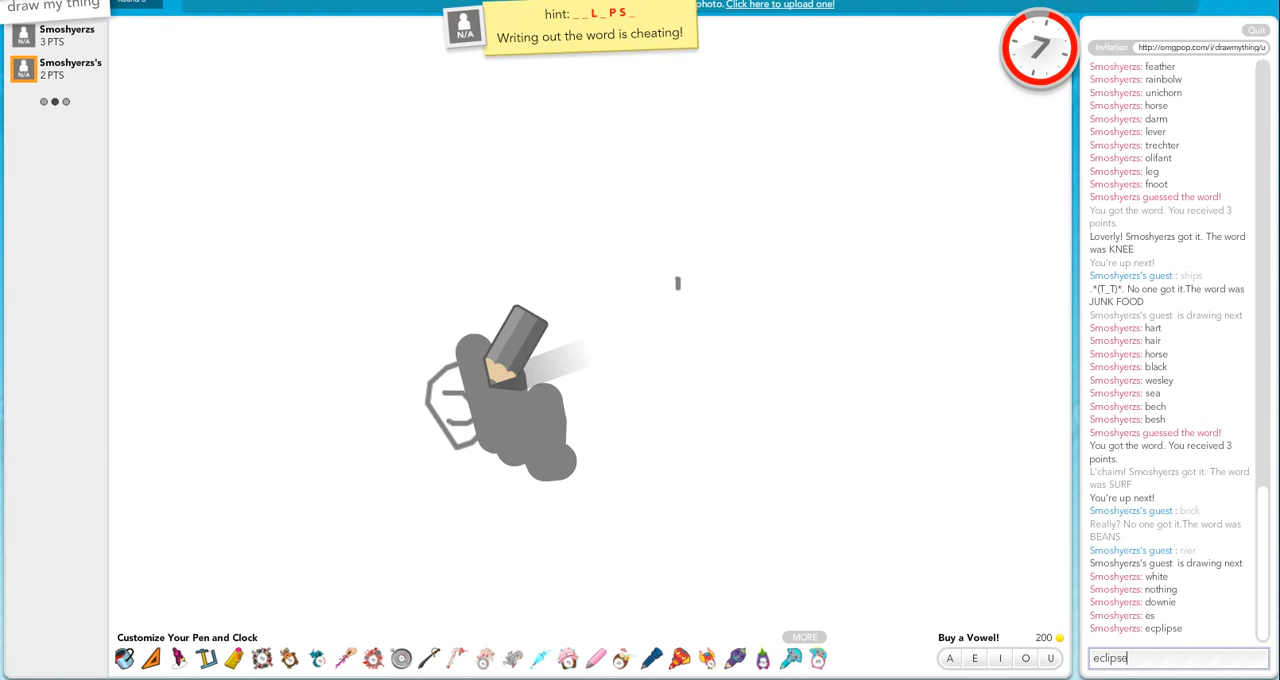 draw my thing
photo. Click here to upload one!
hint: _ _ L _ P S _
Writing out the word is cheating!
7
N/A
Smoshyerzs
3 PTS
N/A
Smoshyerzs's
2 PTS
N/A
Quit
Invitation http://omgpop.com/i/drawmything/u
Smoshyerzs: feather
Smoshyerzs: rainbolw
Smoshyerzs: unichorn
Smoshyerzs: horse
Smoshyerzs: darm
Smoshyerzs: lever
Smoshyerzs: trechter
Smoshyerzs: olifant
Smoshyerzs: leg
Smoshyerzs: fnoot
Smoshyerzs guessed the word!
You got the word. You received 3
points.
Loverly! Smoshyerzs got it. The word
was KNEE
You're up next!
Smoshyerzs's guest : ships
.*(T_T)*. No one got it.The word was
JUNK FOOD
Smoshyerzs's guest is drawing next
Smoshyerzs: hart
Smoshyerzs: hair
Smoshyerzs: horse
Smoshyerzs: black
Smoshyerzs: wesley
Smoshyerzs: sea
Smoshyerzs: bech
Smoshyerzs: besh
Smoshyerzs guessed the word!
You got the word. You received 3
points.
L'chaim! Smoshyerzs got it. The word
was SURF
You're up next!
Smoshyerzs's guest : brick
Really? No one got it.The word was
BEANS
Smoshyerzs's guest : nier
Smoshyerzs's guest is drawing next
Smoshyerzs: white
Smoshyerzs: nothing
Smoshyerzs: downie
Smoshyerzs: es
Smoshyerzs: ecplipse
eclipse
Customize Your Pen and Clock
MORE
Buy a Vowel! 200
A E I O U